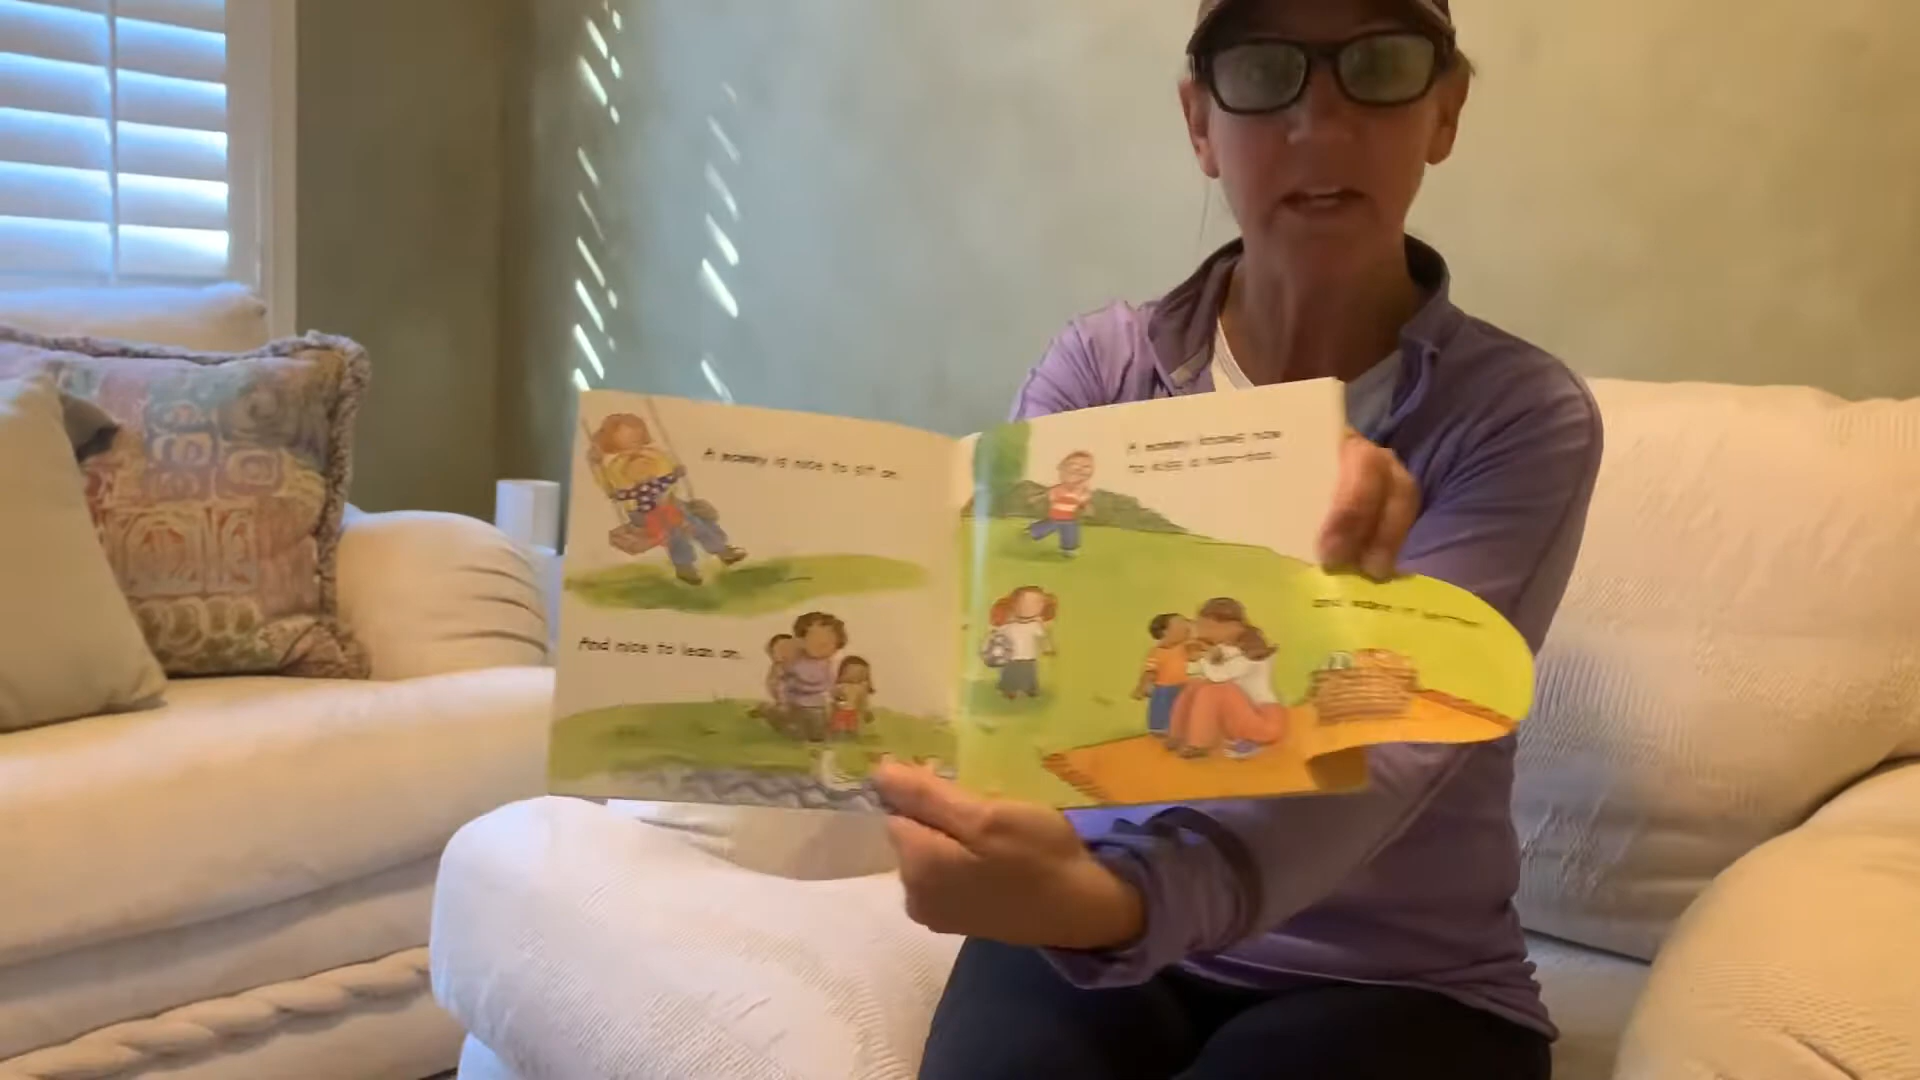 A mommy is nice to sit on.
And nice to lean on.
A mommy knows how
to kiss a boo-boo.
and make it better.